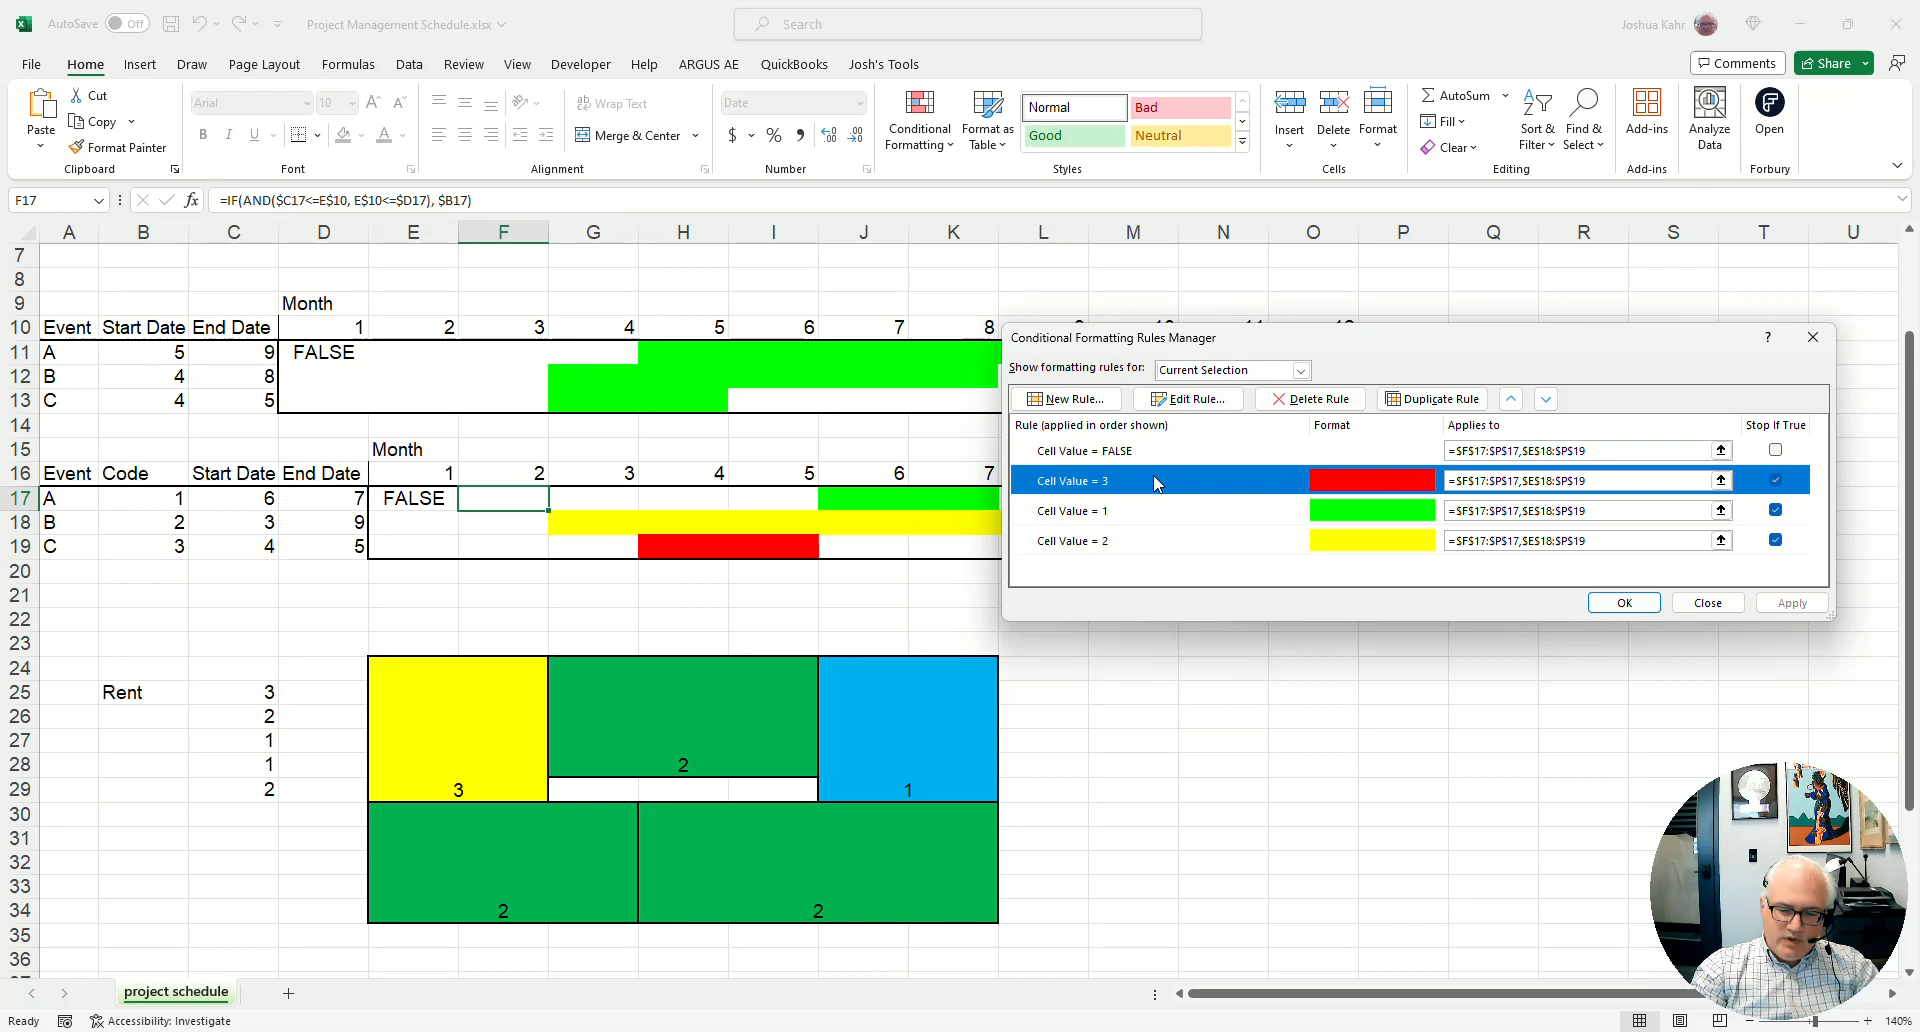 AutoSave Off Project Management Schedule.xlsx Search Joshua Kahr
File Home Insert Draw Page Layout Formulas Data Review View Developer Help ARGUS AE QuickBooks Josh's Tools Comments Share
Paste
Cut
Copy
Format Painter
Clipboard
Arial 10
B I U
Font
Wrap Text
Merge & Center
Alignment
Date
$ % ,
Number
Conditional Formatting
Format as Table
Normal Bad
Good Neutral
Styles
Insert Delete Format
Cells
AutoSum
Fill
Clear
Sort & Filter
Find & Select
Editing
Add-ins
Add-ins
Analyze Data
Open
Forbury
F17 fx =IF(AND($C17<=E$10, E$10<=$D17), $B17)
A B C D E F G H I J K L M N O P Q R S T U
7
8
9 Month
10 Event Start Date End Date 1 2 3 4 5 6 7 8
11 A 5 9 FALSE
12 B 4 8
13 C 4 5
14
15 Month
16 Event Code Start Date End Date 1 2 3 4 5 6 7
17 A 1 6 7 FALSE
18 B 2 3 9
19 C 3 4 5
20
21
22
23
24
25 Rent 3
26 2
27 1
28 1 2
29 2 3 1
30
31
32
33
34 2 2
35
36
Conditional Formatting Rules Manager ?
Show formatting rules for: Current Selection
New Rule... Edit Rule... Delete Rule Duplicate Rule
Rule (applied in order shown) Format Applies to Stop If True
Cell Value = FALSE =$F$17:$P$17,$E$18:$P$19
Cell Value = 3 =$F$17:$P$17,$E$18:$P$19
Cell Value = 1 =$F$17:$P$17,$E$18:$P$19
Cell Value = 2 =$F$17:$P$17,$E$18:$P$19
OK Close Apply
project schedule
Ready Accessibility: Investigate 140%